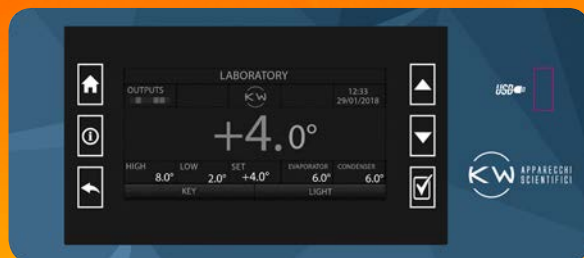 LABORATORY
OUTPUTS
KW
12:33
29/01/2018
+4.0°
HIGH LOW SET EVAPORATOR CONDENSER
8.0° 2.0° +4.0° 6.0° 6.0°
KEY LIGHT
USB
KW APPARECCHI
SCIENTIFICI